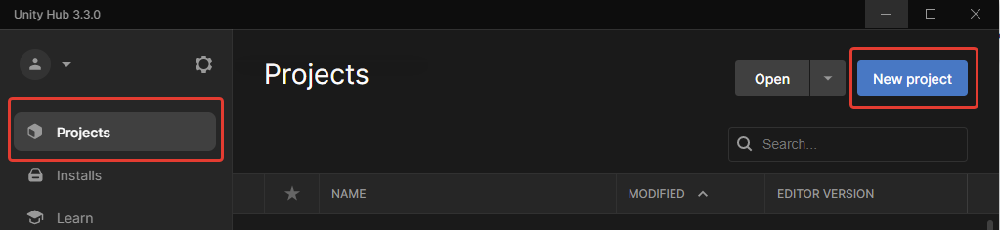 Unity Hub 3.3.0
Projects
Open
New project
Projects
Search...
Installs
NAME
MODIFIED
EDITOR VERSION
Learn